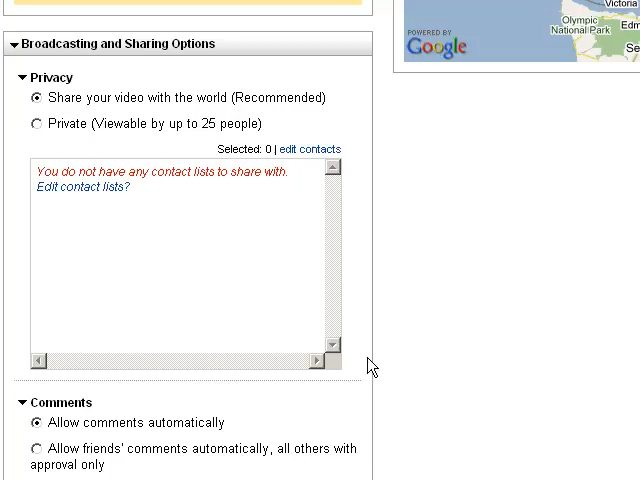 Victoria
Olympic
National Park
Edm
Se
POWERED BY
Google
Broadcasting and Sharing Options
Privacy
Share your video with the world (Recommended)
Private (Viewable by up to 25 people)
Selected: 0 | edit contacts
You do not have any contact lists to share with.
Edit contact lists?
Comments
Allow comments automatically
Allow friends' comments automatically, all others with
approval only